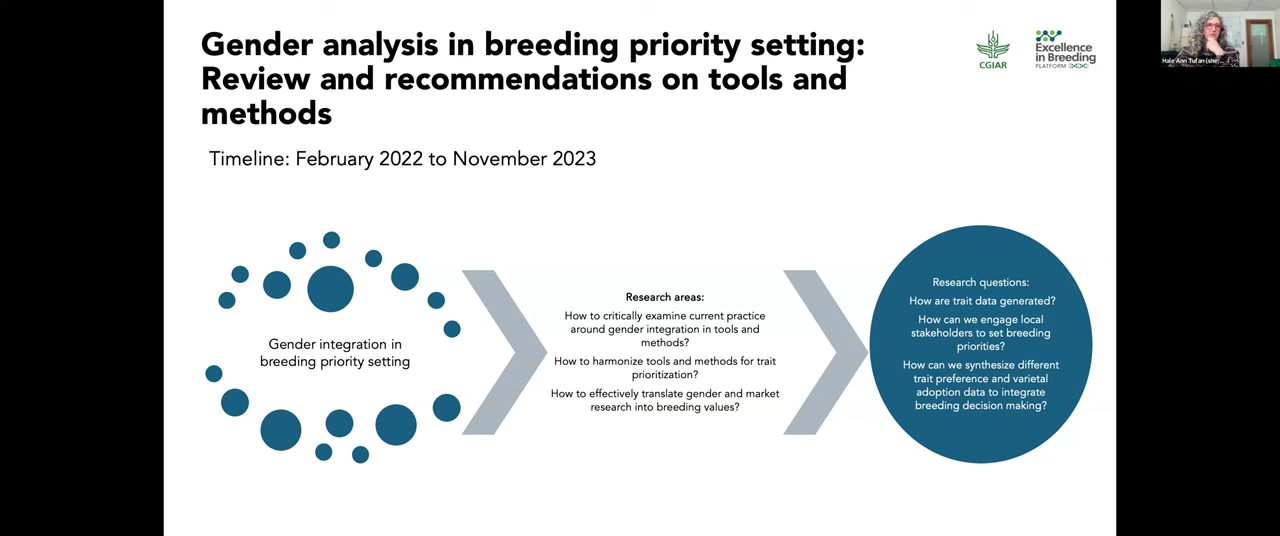 Gender analysis in breeding priority setting:
Review and recommendations on tools and
methods
CGIAR
Excellence
in Breeding
PLATFORM
Hale Ann Tufan (she/...
Timeline: February 2022 to November 2023
Gender integration in
breeding priority setting
Research areas:
How to critically examine current practice
around gender integration in tools and
methods?
How to harmonize tools and methods for trait
prioritization?
How to effectively translate gender and market
research into breeding values?
Research questions:
How are trait data generated?
How can we engage local
stakeholders to set breeding
priorities?
How can we synthesize different
trait preference and varietal
adoption data to integrate
breeding decision making?